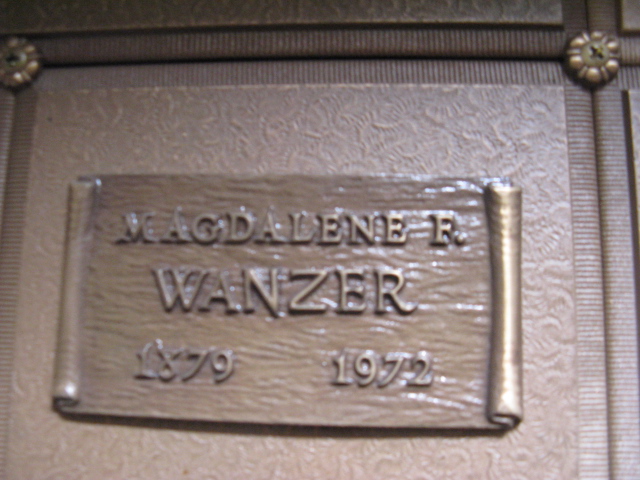 MAGDALENE F.
WANZER
1879 1972